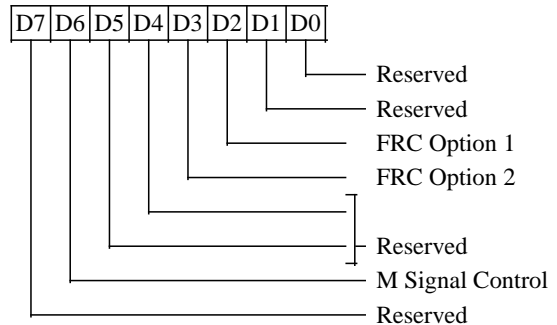 D7 D6 D5 D4 D3 D2 D1 D0
Reserved
Reserved
FRC Option 1
FRC Option 2
Reserved
M Signal Control
Reserved